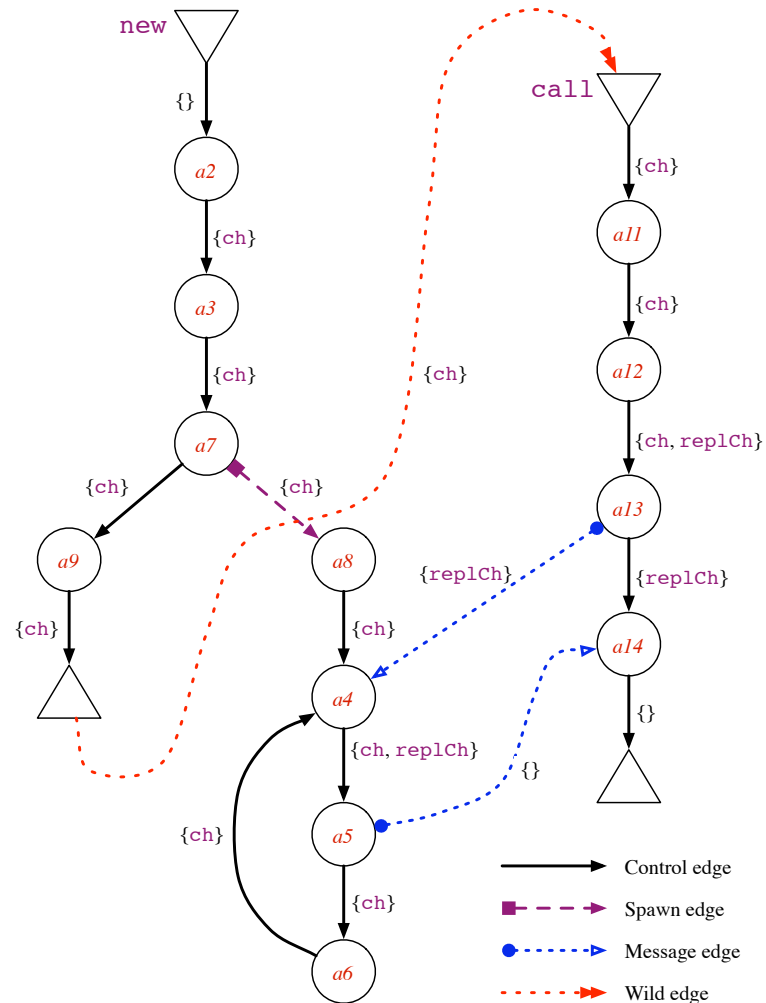 new
call
{}
{ch}
a2
a11
{ch}
{ch}
a3
a12
{ch}
{ch}
{ch, replCh}
a7
{ch}
{ch}
a13
a9
a8
{replCh}
{replCh}
{ch}
{ch}
a14
a4
{}
{ch, replCh}
{}
{ch}
a5
Control edge
{ch}
Spawn edge
Message edge
a6
Wild edge